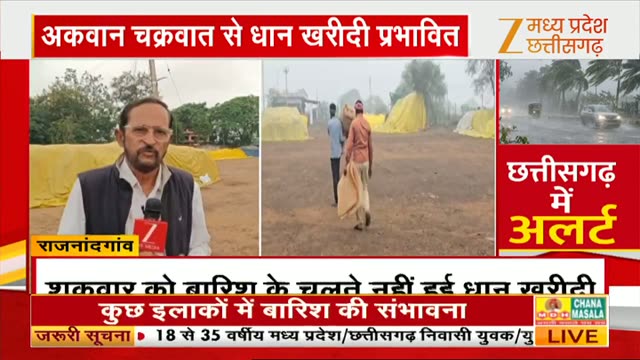 अकवान चक्रवात से धान खरीदी प्रभावित
Z मध्य प्रदेश
छत्तीसगढ़
छत्तीसगढ़
में
अलर्ट
राजनांदगांव
शुक्रवार को बारिश के चलते नहीं हुई धान खरीदी
कुछ इलाकों में बारिश की संभावना
MDH CHANA MASALA
जरूरी सूचना 18 से 35 वर्षीय मध्य प्रदेश/छत्तीसगढ़ निवासी युवक/यु
LIVE